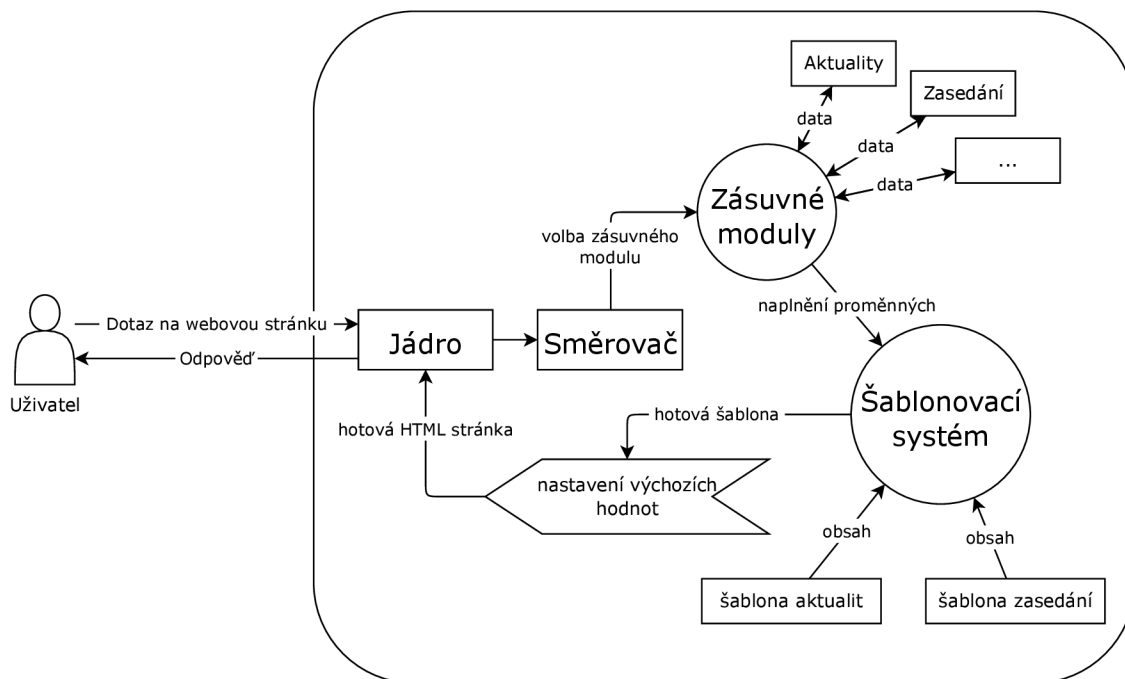 Aktuality
Zasedání
...
data
data
data
Zásuvné
moduly
volba zásuvného
modulu
naplnění proměnných
Dotaz na webovou stránku
Jádro
Směrovač
Odpověď
Uživatel
Šablonovací
systém
hotová šablona
hotová HTML stránka
nastavení výchozích
hodnot
obsah
obsah
šablona aktualit
šablona zasedání